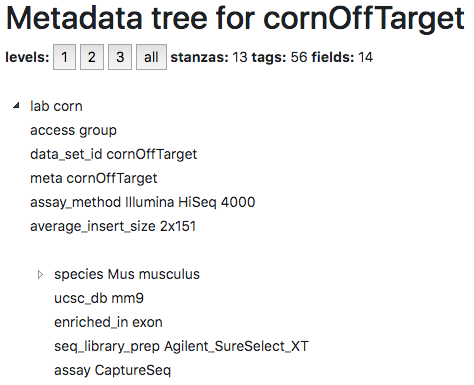 Metadata tree for cornOffTarget
levels: 1 2 3 all stanzas: 13 tags: 56 fields: 14
lab corn
access group
data_set_id cornOffTarget
meta cornOffTarget
assay_method Illumina HiSeq 4000
average_insert_size 2x151
species Mus musculus
ucsc_db mm9
enriched_in exon
seq_library_prep Agilent_SureSelect_XT
assay CaptureSeq